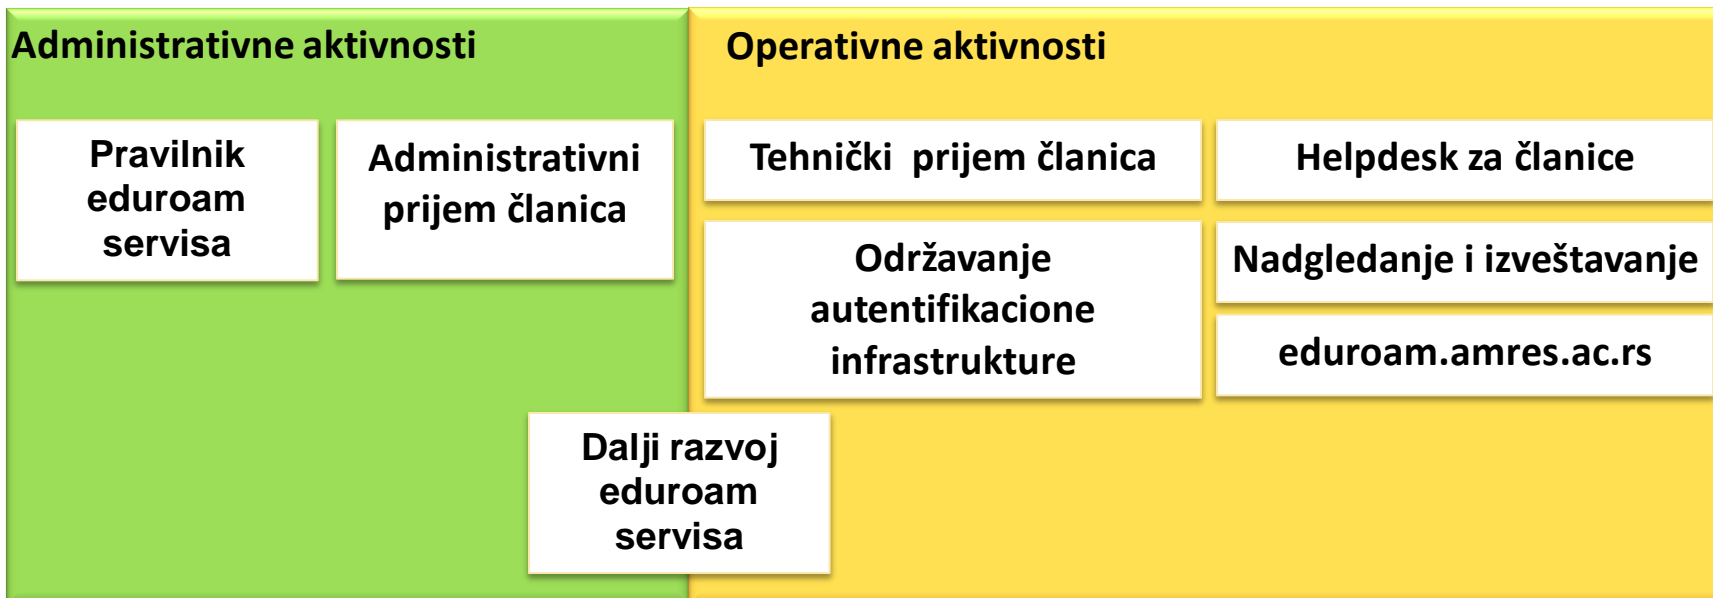 Administrativne aktivnosti
Pravilnik
eduroam
servisa
Administrativni
prijem članica
Operativne aktivnosti
Tehnički  prijem članica
Helpdesk za članice
Održavanje
autentifikacione
infrastrukture
Nadgledanje i izveštavanje
eduroam.amres.ac.rs
Dalji razvoj
eduroam
servisa